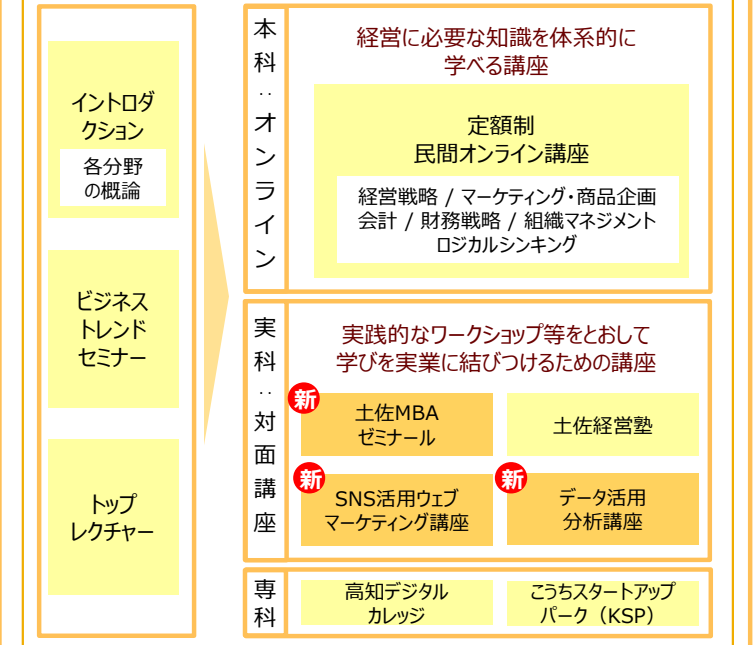 イントロダ
クション
各分野
の概論
ビジネス
トレンド
セミナー
トップ
レクチャー
本科：オンライン
経営に必要な知識を体系的に
学べる講座
定額制
民間オンライン講座
経営戦略 / マーケティング・商品企画
会計 / 財務戦略 / 組織マネジメント
ロジカルシンキング
実科：対面講座
実践的なワークショップ等をとおして
学びを実業に結びつけるための講座
新
土佐MBA
ゼミナール
土佐経営塾
新
SNS活用ウェブ
マーケティング講座
新
データ活用
分析講座
専科
高知デジタル
カレッジ
こうちスタートアップ
パーク（KSP）